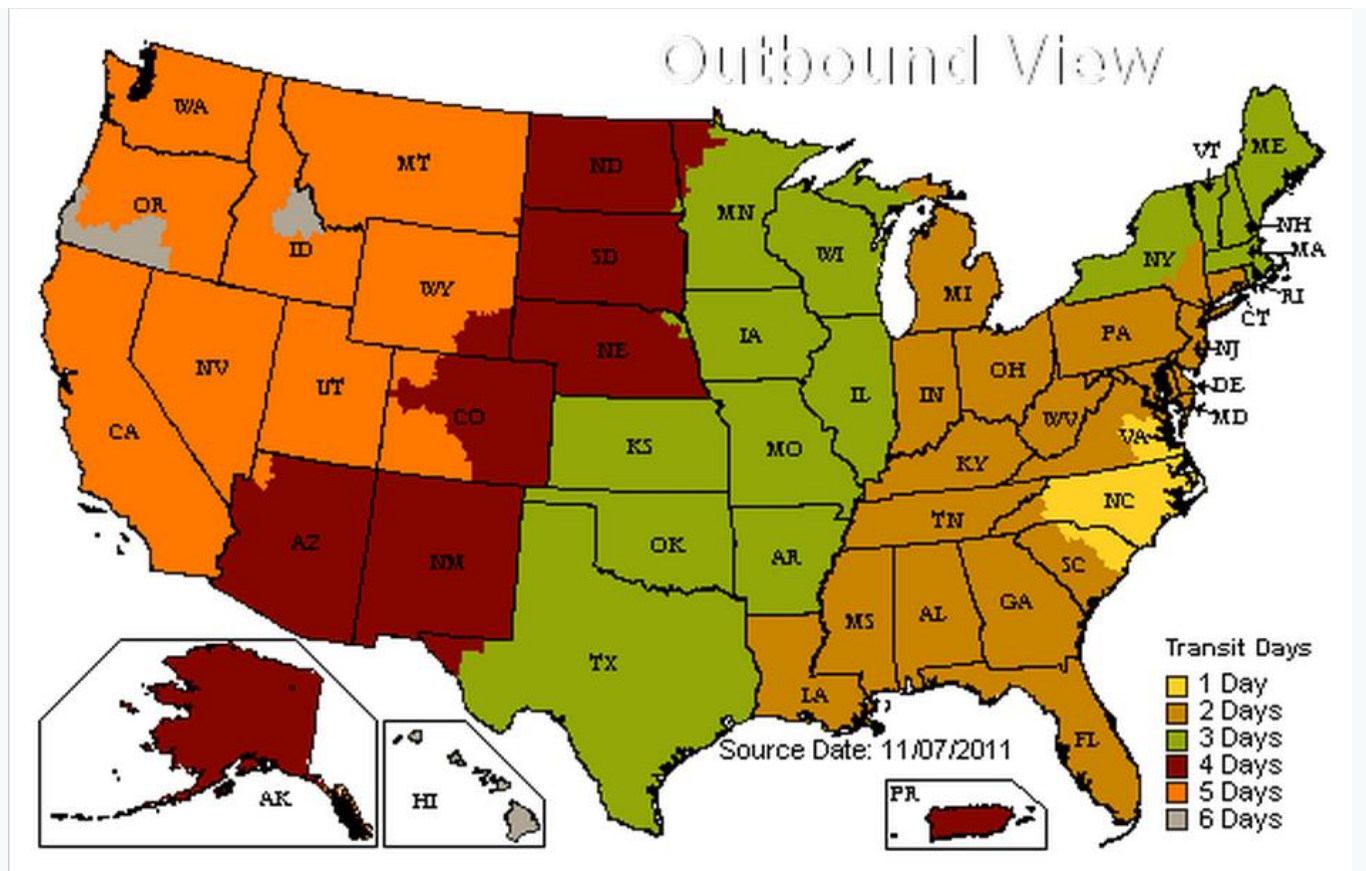 Outbound View
WA
MT
ND
MN
VT
ME
OR
ID
SD
WI
NY
NH
MA
WY
MI
RI
CT
IA
PA
NE
NJ
NV
UT
CO
IL
IN
OH
DE
MD
CA
KS
MO
WV
VA
KY
NC
TN
AZ
NM
OK
AR
SC
MS
AL
GA
TX
LA
FL
AK
HI
PR
Source Date: 11/07/2011
Transit Days
1 Day
2 Days
3 Days
4 Days
5 Days
6 Days